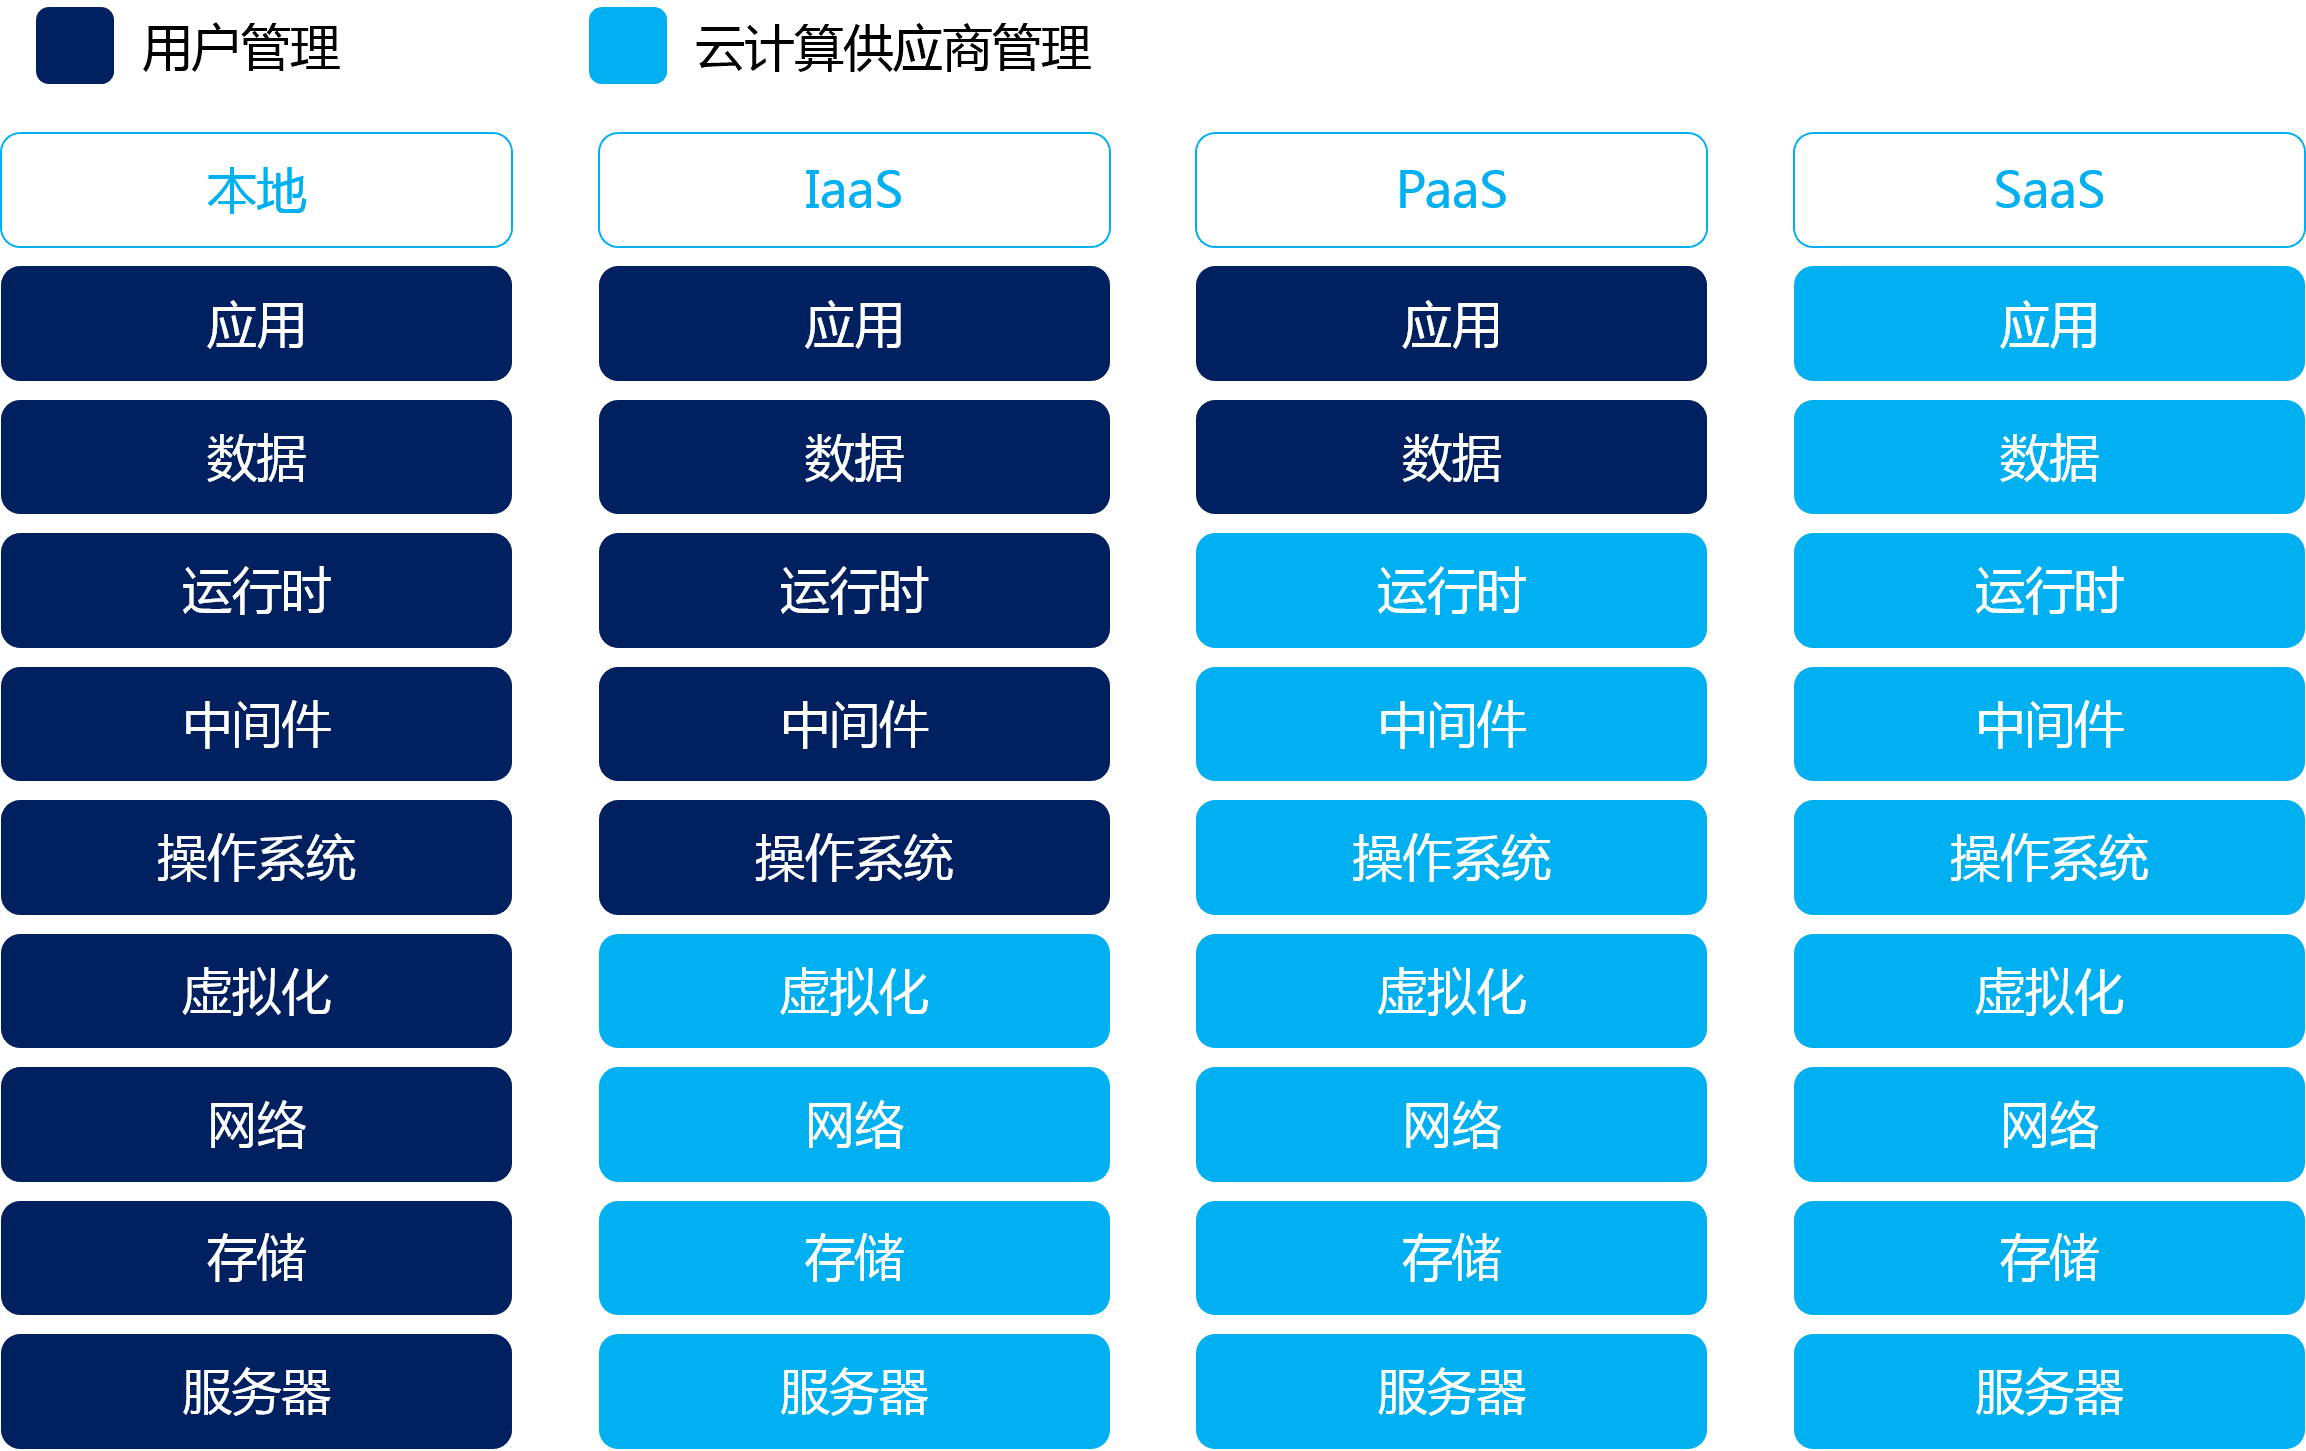 用户管理 云计算供应商管理
本地 IaaS PaaS SaaS
应用 应用 应用 应用
数据 数据 数据 数据
运行时 运行时 运行时 运行时
中间件 中间件 中间件 中间件
操作系统 操作系统 操作系统 操作系统
虚拟化 虚拟化 虚拟化 虚拟化
网络 网络 网络 网络
存储 存储 存储 存储
服务器 服务器 服务器 服务器